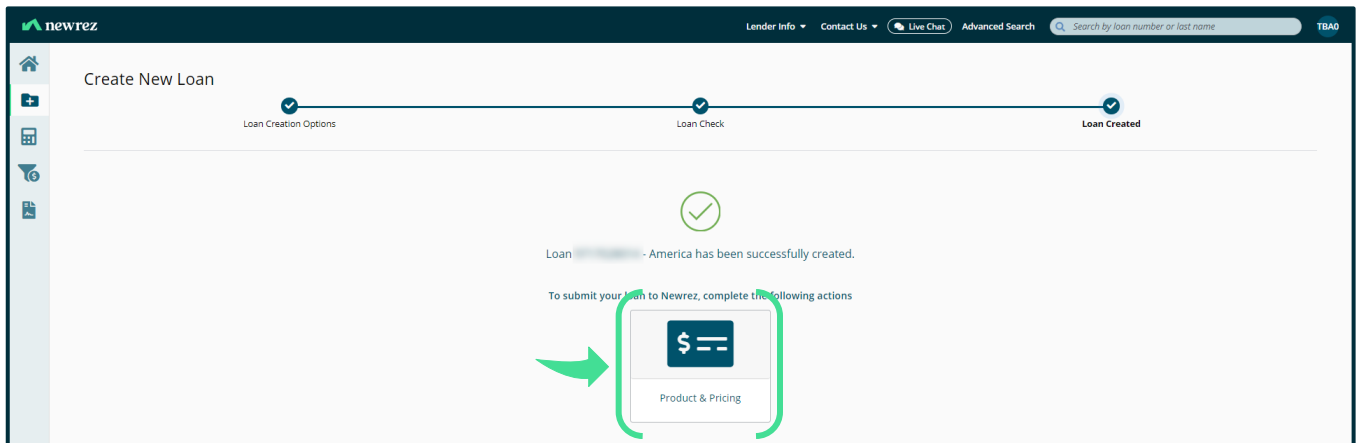 newrez
Lender Info Contact Us Live Chat Advanced Search Search by loan number or last name TBA0
Create New Loan
Loan Creation Options Loan Check Loan Created
Loan - America has been successfully created.
To submit your loan to Newrez, complete the following actions
$
Product & Pricing